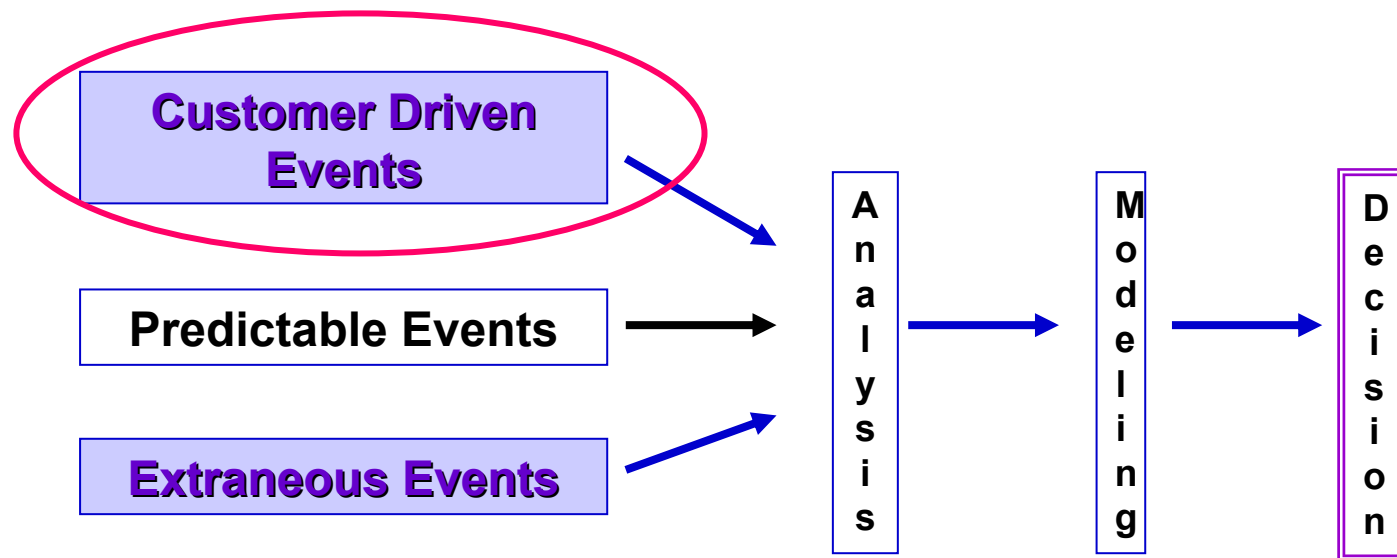 Customer Driven
Events
Predictable Events
Extraneous Events
Analysis
Modeling
Decision